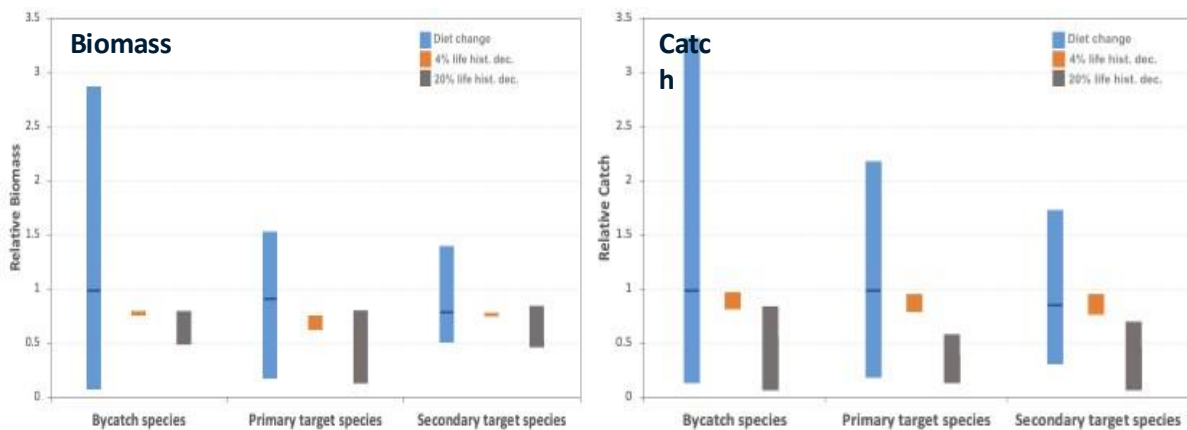 Biomass
Diet change
4% life hist. dec.
20% life hist. dec.
Relative Biomass
3.5
3
2.5
2
1.5
1
0.5
0
Bycatch species
Primary target species
Secondary target species
Catc
h
Diet change
4% life hist. dec.
20% life hist. dec.
Relative Catch
3.5
3
2.5
2
1.5
1
0.5
0
Bycatch species
Primary target species
Secondary target species